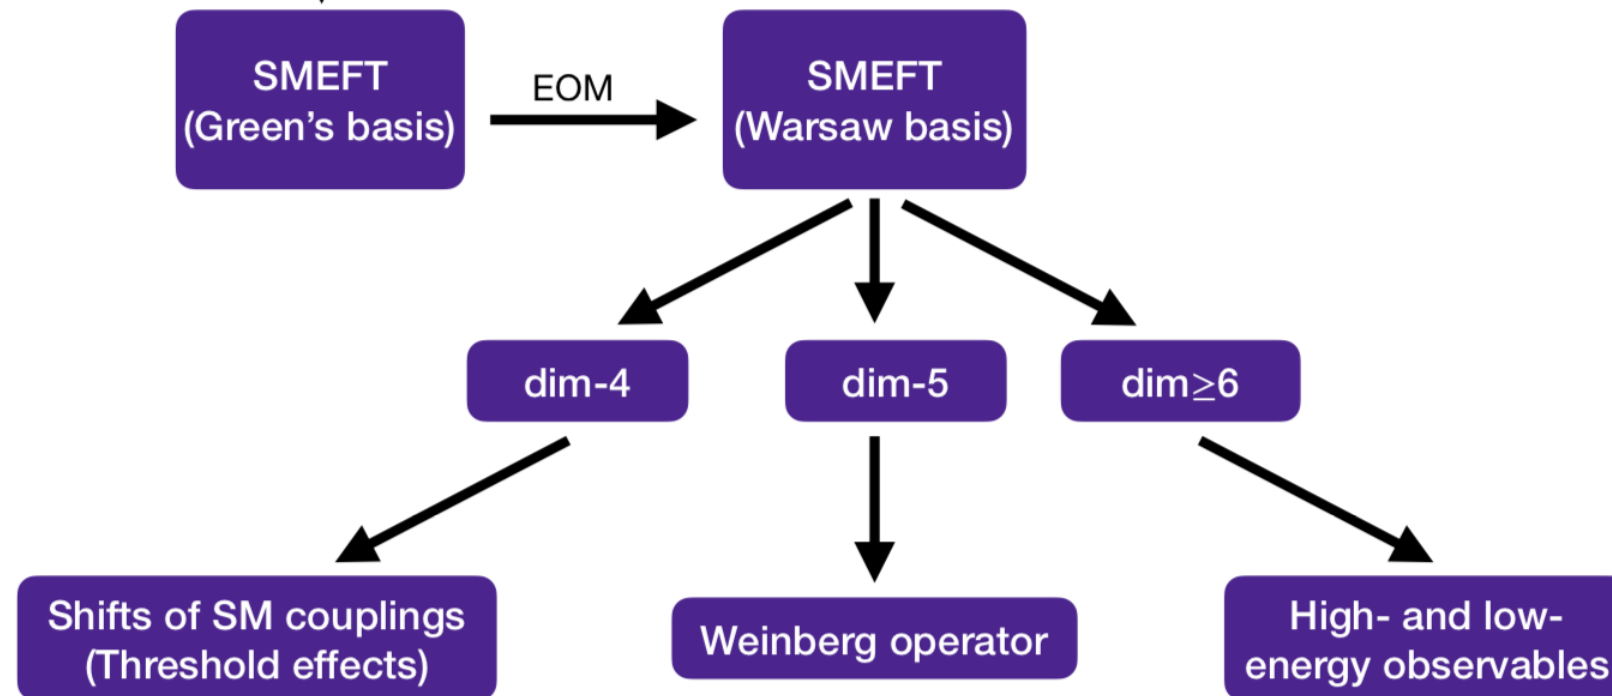 SMEFT
(Green's basis)
EOM
SMEFT
(Warsaw basis)
dim-4
dim-5
dim≥6
Shifts of SM couplings
(Threshold effects)
Weinberg operator
High- and low-
energy observables